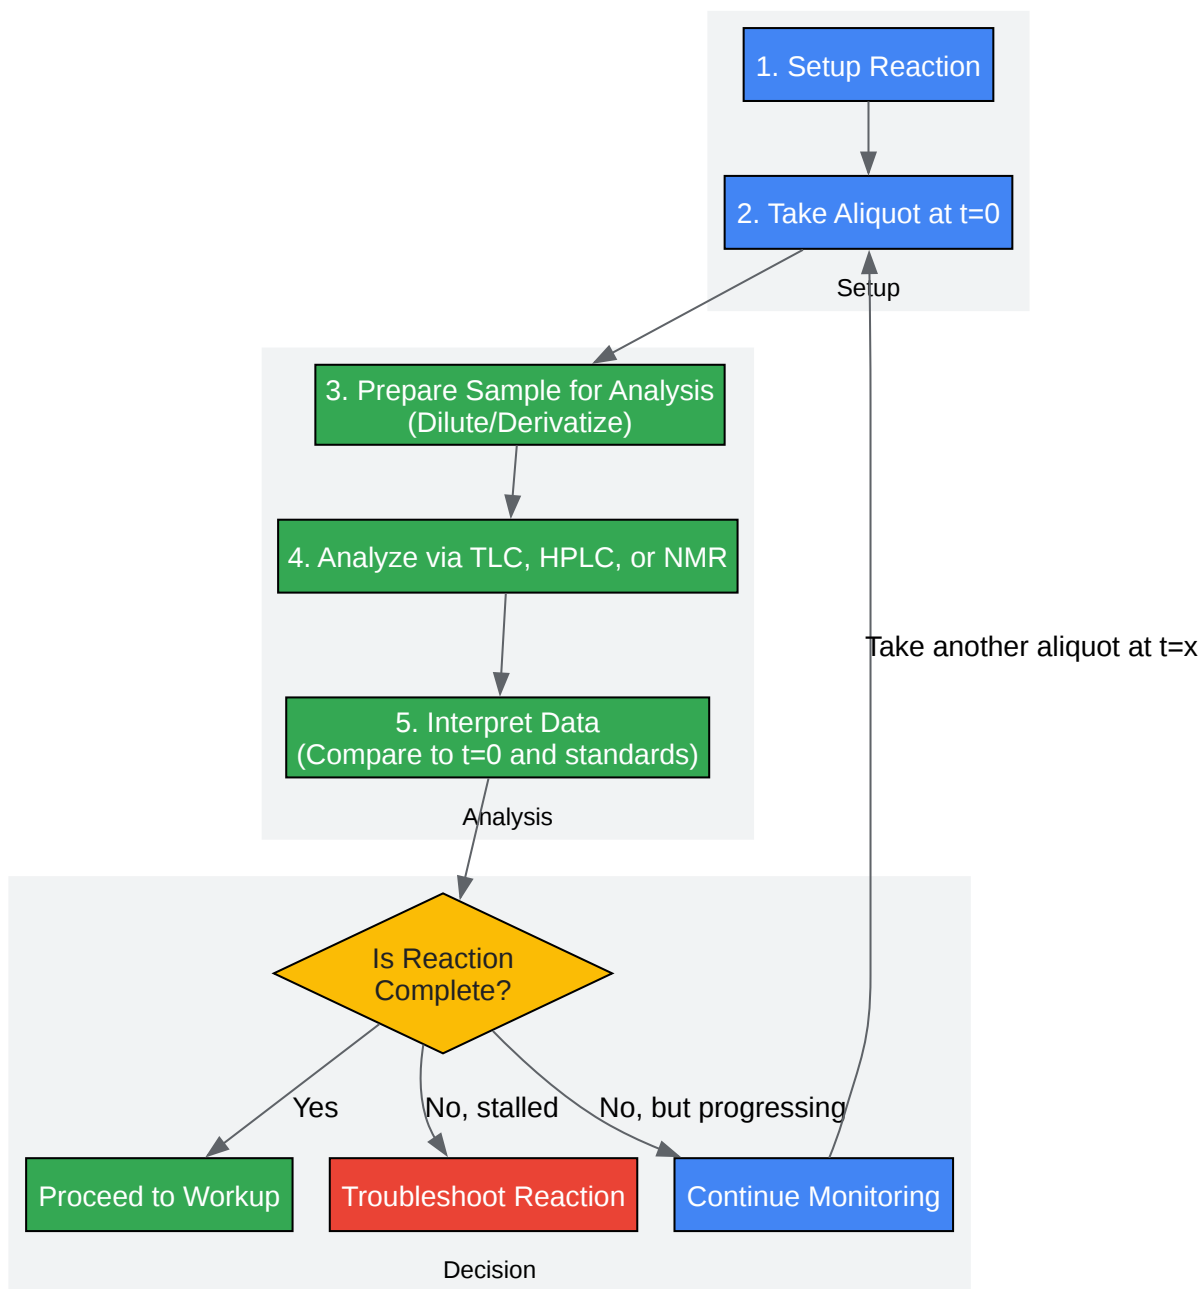 1. Setup Reaction
2. Take Aliquot at t=0
Setup
3. Prepare Sample for Analysis
(Dilute/Derivatize)
4. Analyze via TLC, HPLC, or NMR
Take another aliquot at t=x
5. Interpret Data
(Compare to t=0 and standards)
Analysis
Is Reaction
Complete?
Yes
No, stalled
No, but progressing
Proceed to Workup
Troubleshoot Reaction
Continue Monitoring
Decision